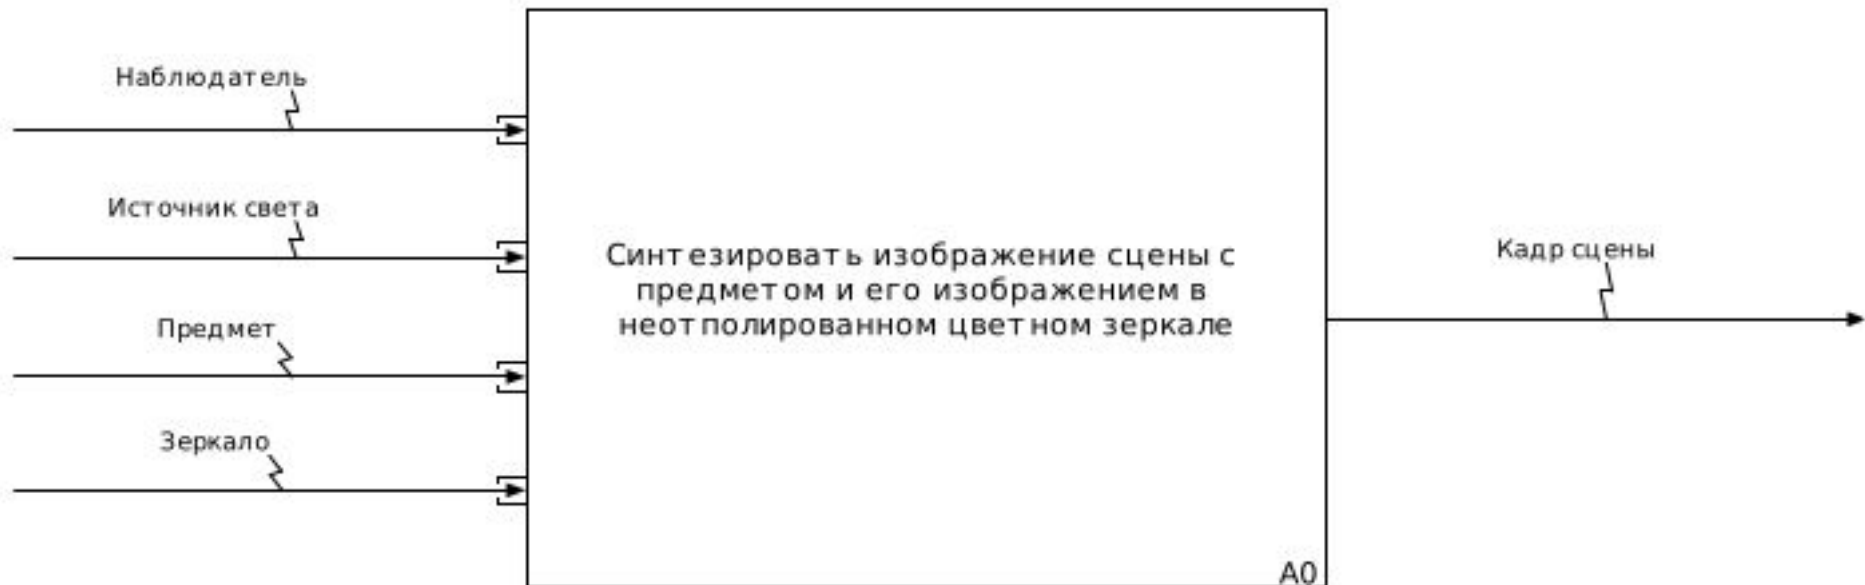 Наблюдатель
Источник света
Предмет
Зеркало
Синтезировать изображение сцены с
предметом и его изображением в
неотполированном цветном зеркале
Кадр сцены
A0